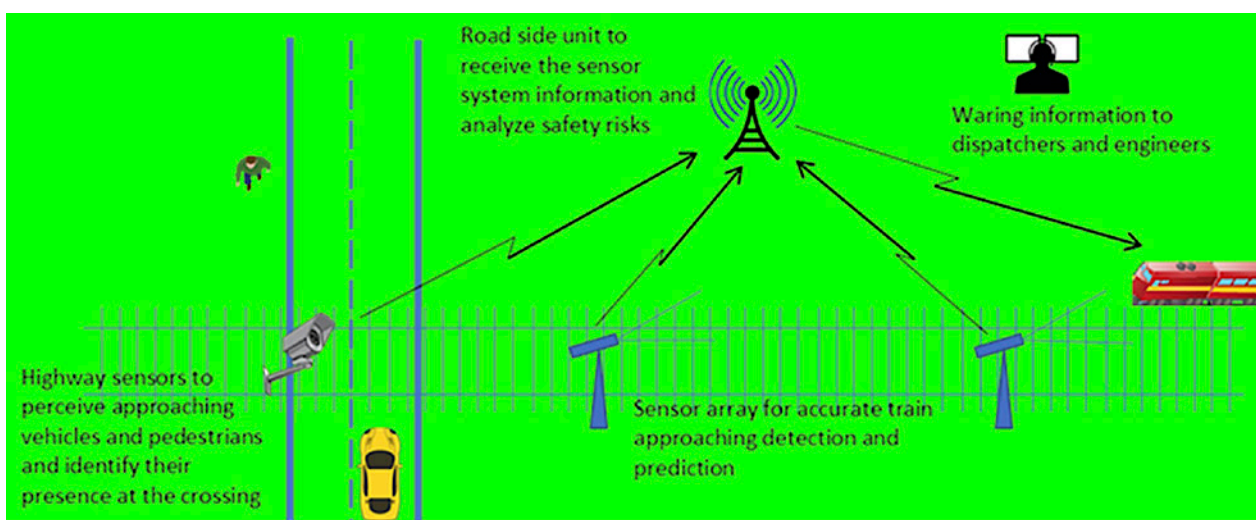 Road side unit to
receive the sensor
system information and
analyze safety risks
Waring information to
dispatchers and engineers
Highway sensors to
perceive approaching
vehicles and pedestrians
and identify their
presence at the crossing
Sensor array for accurate train
approaching detection and
prediction